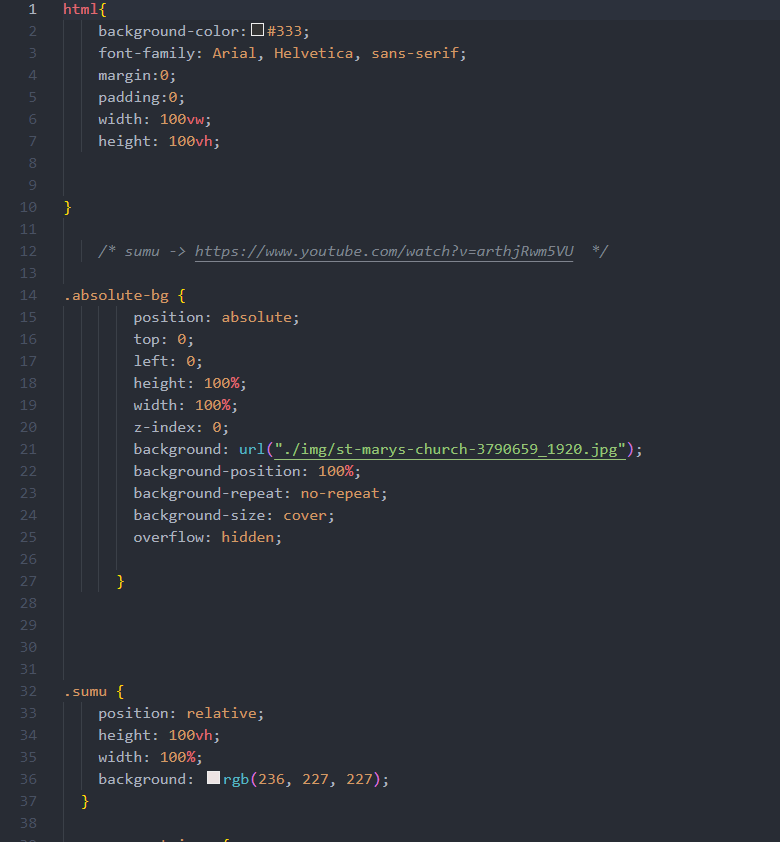 1 html{
2 background-color: #333;
3 font-family: Arial, Helvetica, sans-serif;
4 margin:0;
5 padding:0;
6 width: 100vw;
7 height: 100vh;
8
9
10 }
11
12 /* sumu -> https://www.youtube.com/watch?v=arthjRwm5VU */
13
14 .absolute-bg {
15 position: absolute;
16 top: 0;
17 left: 0;
18 height: 100%;
19 width: 100%;
20 z-index: 0;
21 background: url("./img/st-marys-church-3790659_1920.jpg");
22 background-position: 100%;
23 background-repeat: no-repeat;
24 background-size: cover;
25 overflow: hidden;
26
27 }
28
29
30
31
32 .sumu {
33 position: relative;
34 height: 100vh;
35 width: 100%;
36 background: rgb(236, 227, 227);
37 }
38